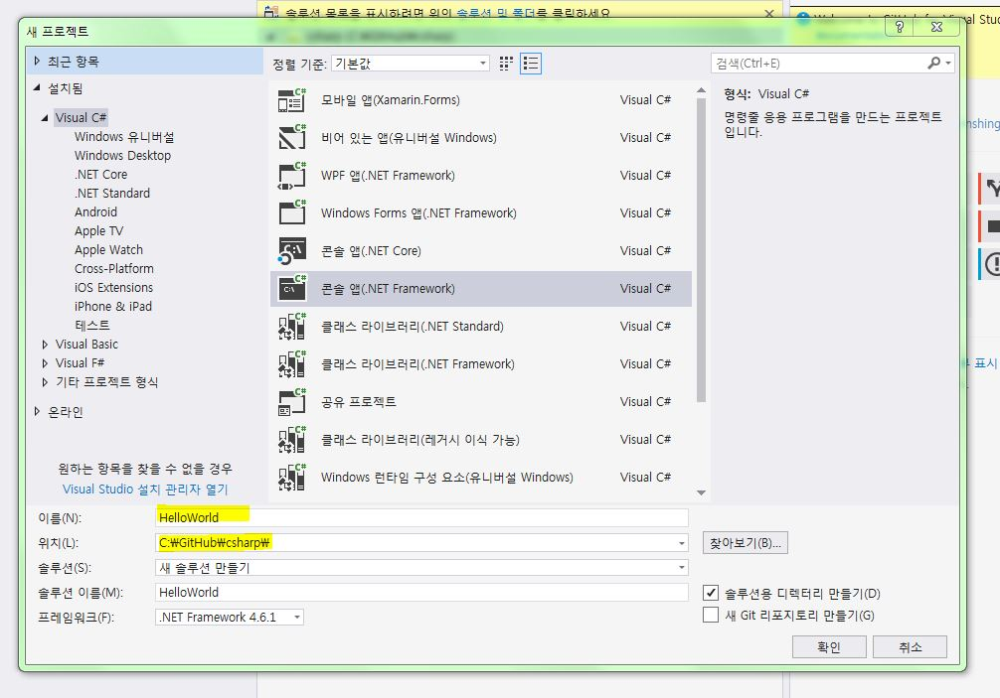 솔루션 목록을 표시하려면 위의 솔루션 및 폴더를 클릭하세요
새 프로젝트
최근 항목
정렬 기준: 기본값
검색(Ctrl+E)
설치됨
Visual C#
Windows 유니버설
Windows Desktop
.NET Core
.NET Standard
Android
Apple TV
Apple Watch
Cross-Platform
iOS Extensions
iPhone & iPad
테스트
Visual Basic
Visual F#
기타 프로젝트 형식
온라인
원하는 항목을 찾을 수 없을 경우
Visual Studio 설치 관리자 열기
모바일 앱(Xamarin.Forms) Visual C#
비어 있는 앱(유니버설 Windows) Visual C#
WPF 앱(.NET Framework) Visual C#
Windows Forms 앱(.NET Framework) Visual C#
콘솔 앱(.NET Core) Visual C#
콘솔 앱(.NET Framework) Visual C#
클래스 라이브러리(.NET Standard) Visual C#
클래스 라이브러리(.NET Framework) Visual C#
공유 프로젝트 Visual C#
클래스 라이브러리(레거시 이식 가능) Visual C#
Windows 런타임 구성 요소(유니버설 Windows) Visual C#
형식: Visual C#
명령줄 응용 프로그램을 만드는 프로젝트
입니다.
이름(N): HelloWorld
위치(L): C:₩GitHub₩csharp₩
찾아보기(B)...
솔루션(S): 새 솔루션 만들기
솔루션 이름(M): HelloWorld
솔루션용 디렉터리 만들기(D)
프레임워크(F): .NET Framework 4.6.1
새 Git 리포지토리 만들기(G)
확인
취소
표시